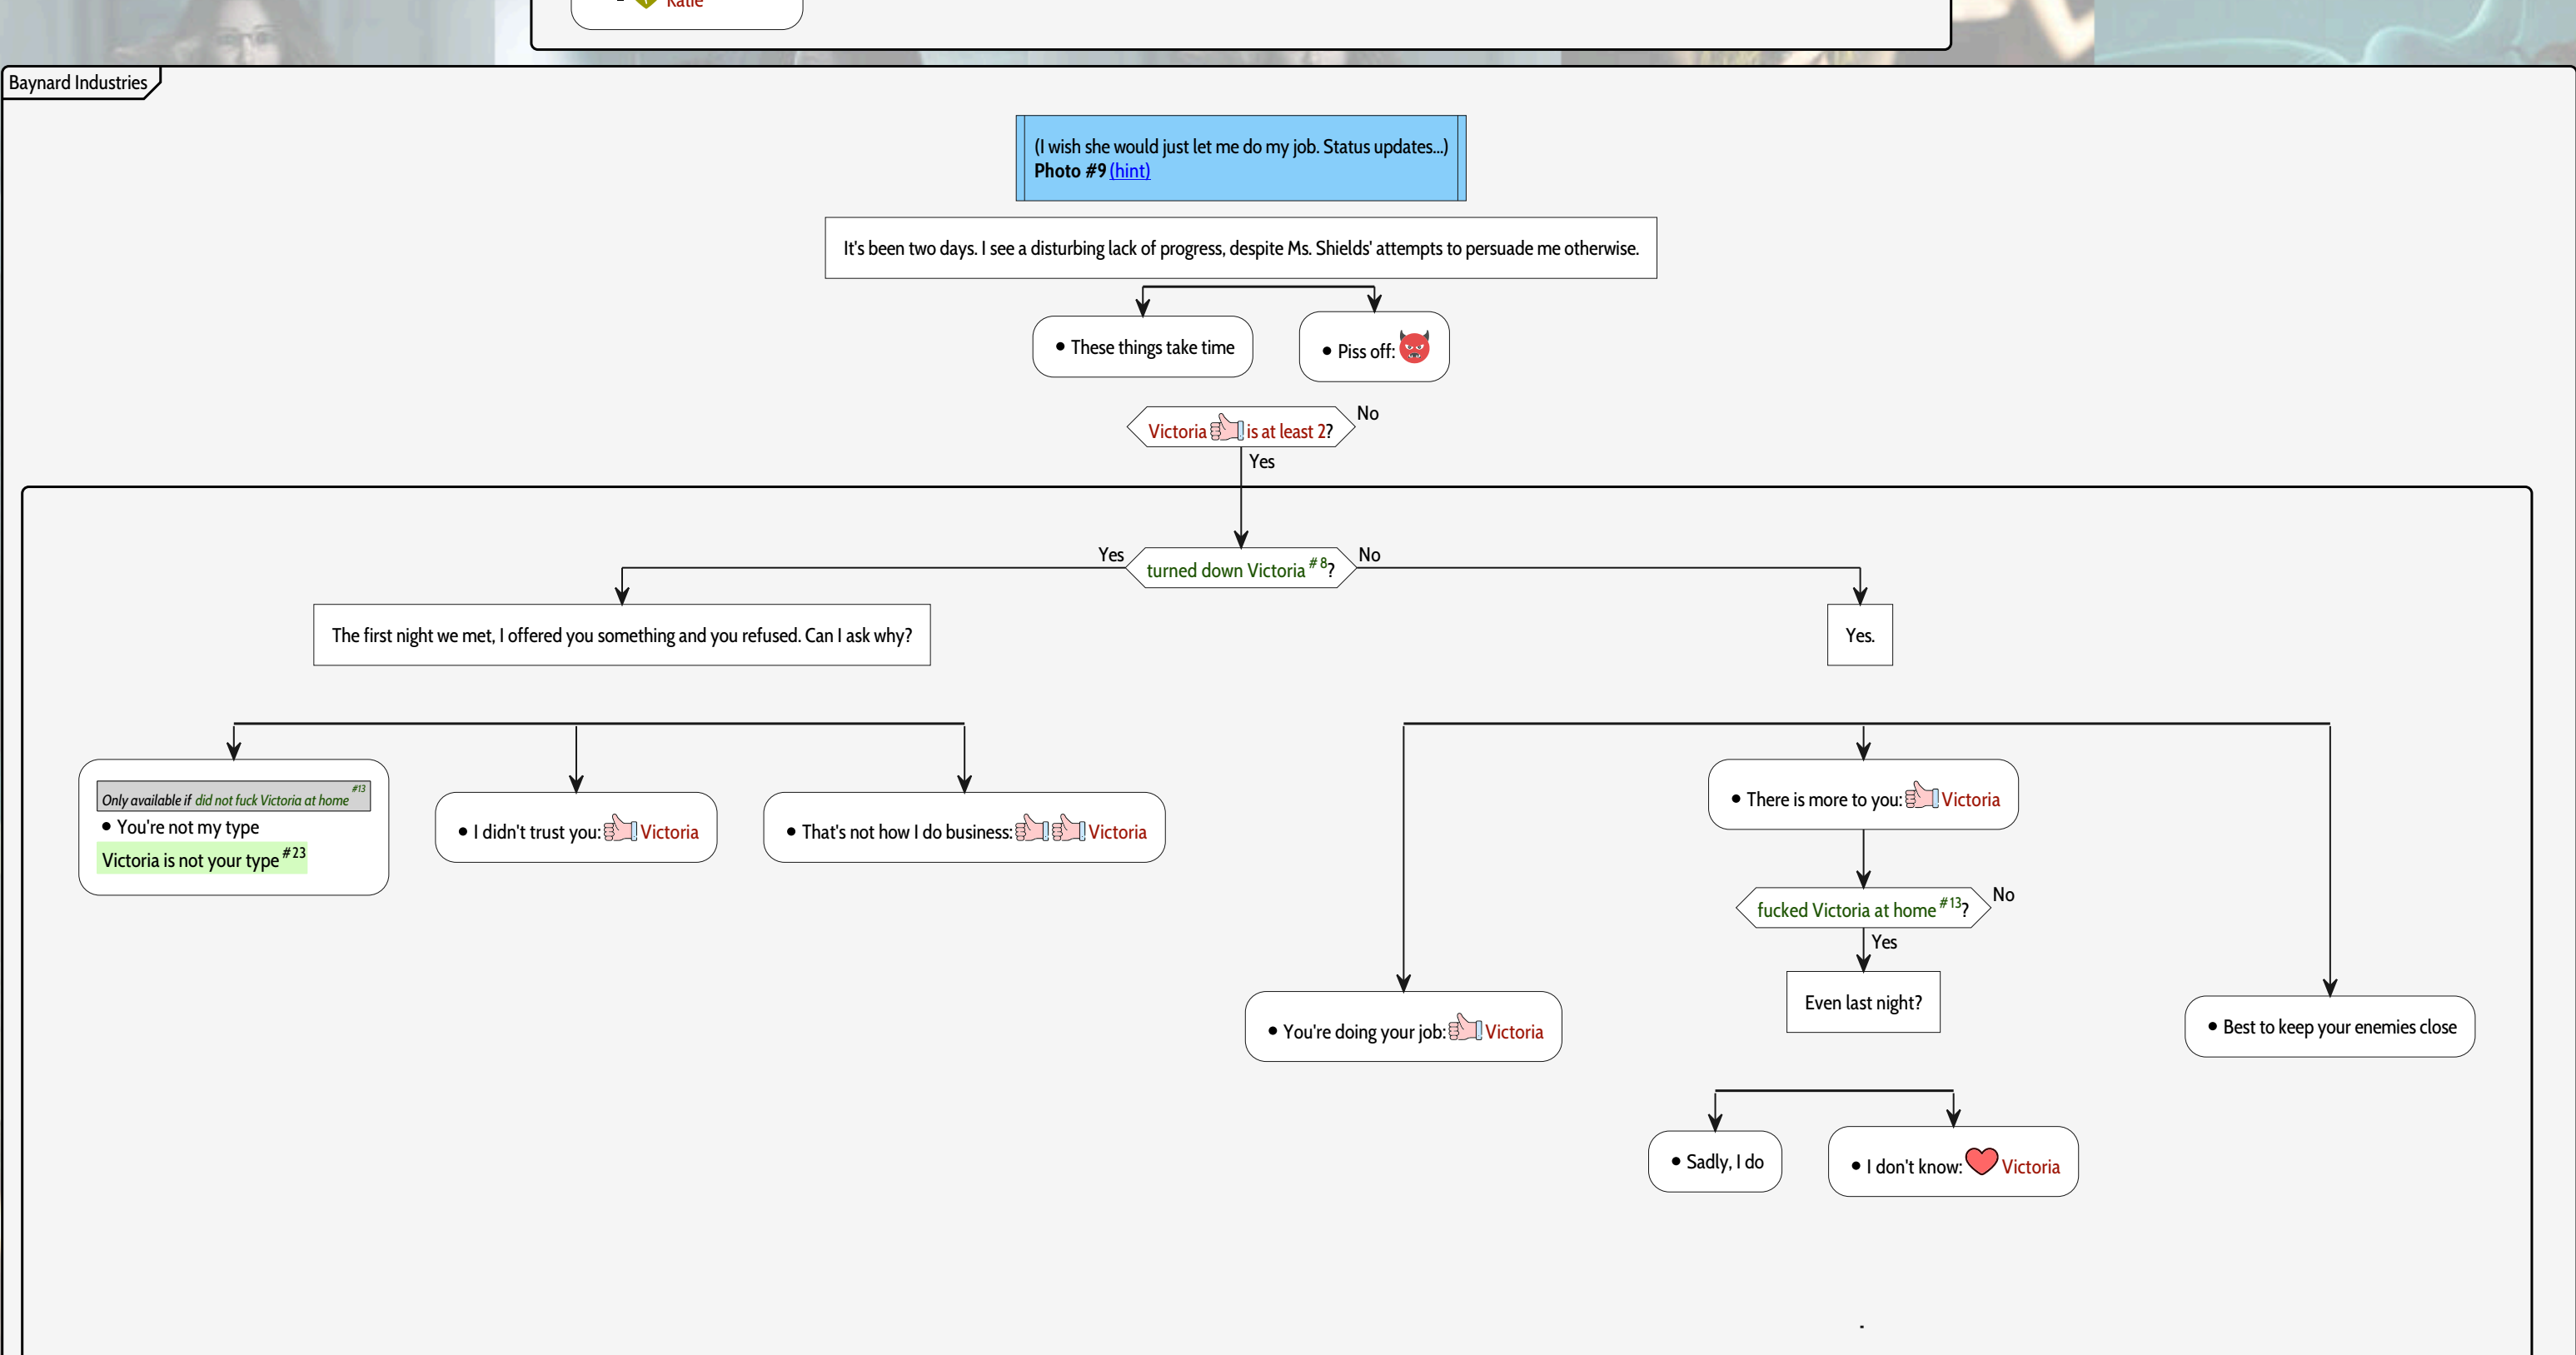 Katie
Baynard Industries
(I wish she would just let me do my job. Status updates...)
Photo #9 (hint)
It's been two days. I see a disturbing lack of progress, despite Ms. Shields' attempts to persuade me otherwise.
• These things take time
• Piss off:
No
Victoria is at least 2?
Yes
Yes
turned down Victoria #8?
No
The first night we met, I offered you something and you refused. Can I ask why?
Yes.
Only available if did not fuck Victoria at home #13
• You're not my type
Victoria is not your type #23
• I didn't trust you: Victoria
• That's not how I do business: Victoria
• There is more to you: Victoria
fucked Victoria at home #13?
No
Yes
Even last night?
• You're doing your job: Victoria
• Best to keep your enemies close
• Sadly, I do
• I don't know: Victoria